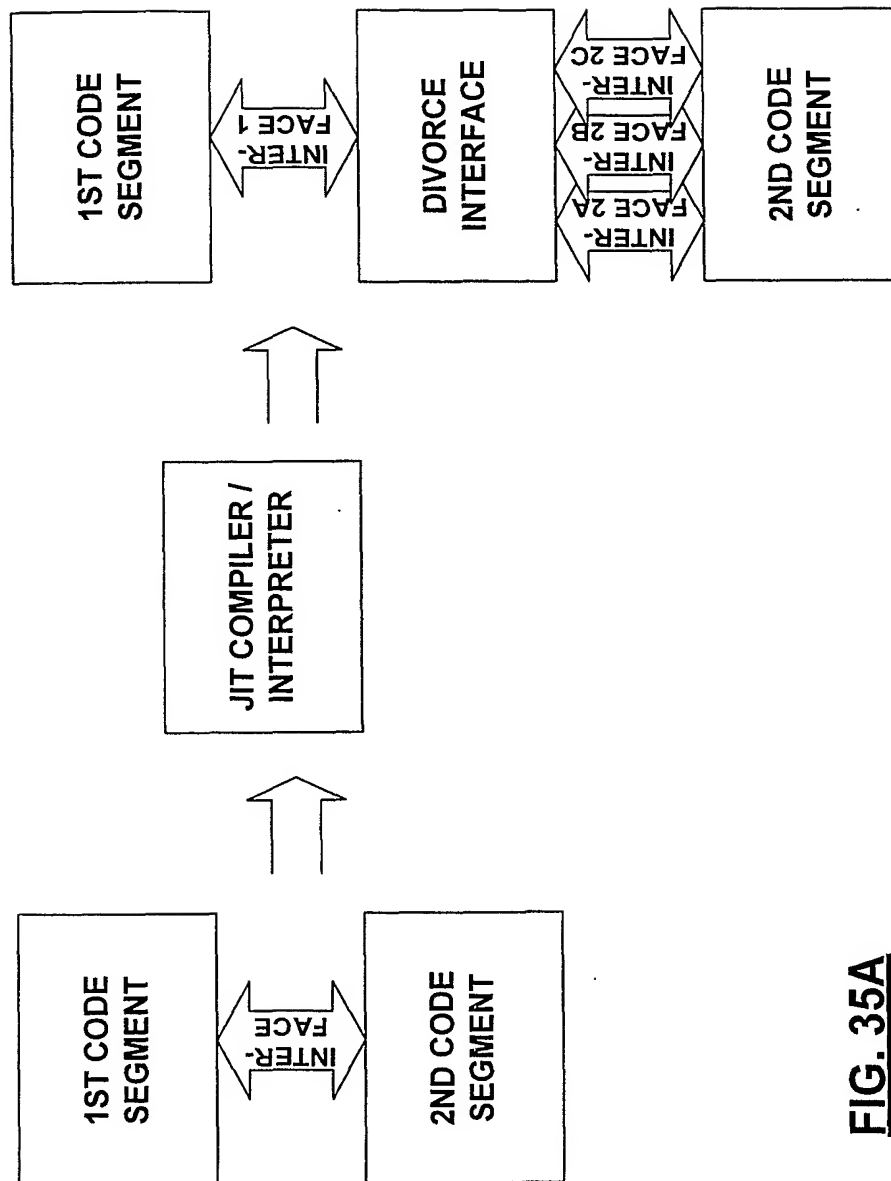 1ST CODE
SEGMENT
INTER-
FACE
2ND CODE
SEGMENT
JIT COMPILER /
INTERPRETER
1ST CODE
SEGMENT
INTER-
FACE 1
DIVORCE
INTERFACE
INTER-
FACE 2A
INTER-
FACE 2B
INTER-
FACE 2C
2ND CODE
SEGMENT
FIG. 35A